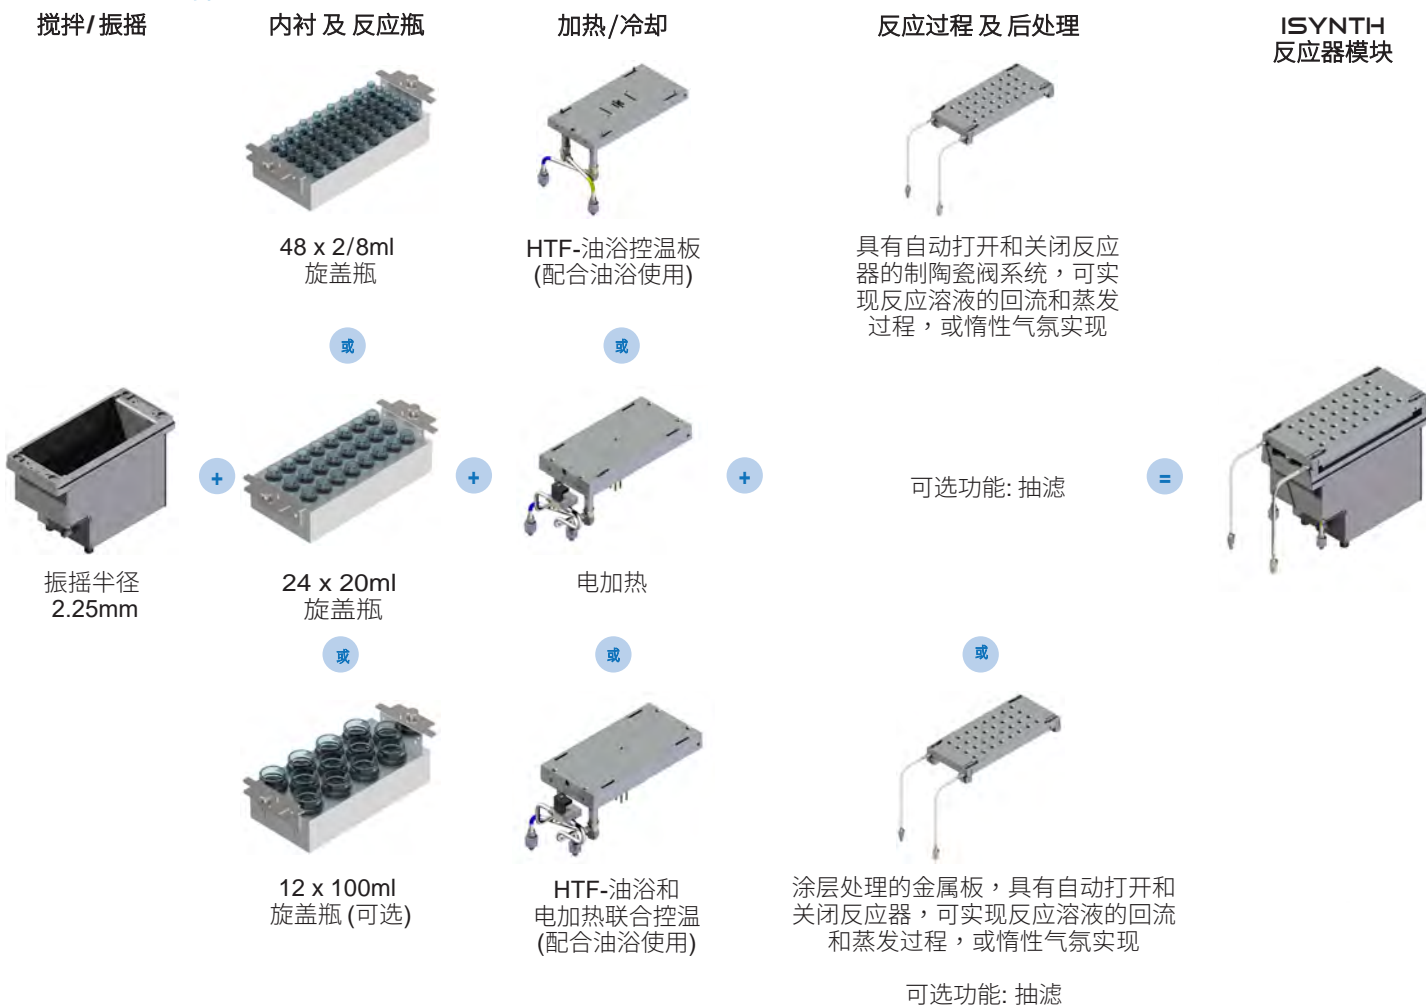 搅拌/振摇
内衬 及 反应瓶
加热/冷却
反应过程 及 后处理
ISYNTH
反应器模块
48 x 2/8ml
旋盖瓶
HTF-油浴控温板
(配合油浴使用)
具有自动打开和关闭反应
器的制陶瓷阀系统，可实
现反应溶液的回流和蒸发
过程，或惰性气氛实现
或
或
+
+
+
可选功能: 抽滤
=
振摇半径
2.25mm
24 x 20ml
旋盖瓶
电加热
或
或
或
12 x 100ml
旋盖瓶 (可选)
HTF-油浴和
电加热联合控温
(配合油浴使用)
涂层处理的金属板，具有自动打开和
关闭反应器，可实现反应溶液的回流
和蒸发过程，或惰性气氛实现
可选功能: 抽滤